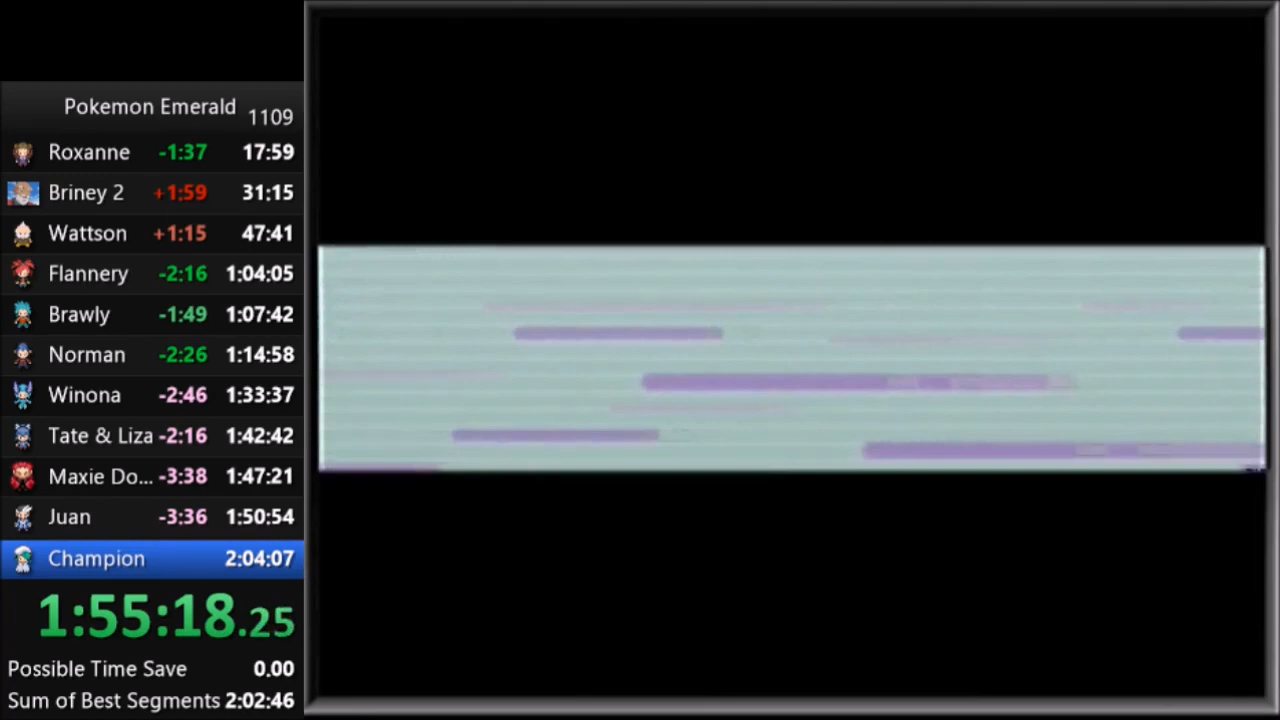 Pokemon Emerald 1109
Roxanne -1:37 17:59
Briney 2 +1:59 31:15
Wattson +1:15 47:41
Flannery -2:16 1:04:05
Brawly -1:49 1:07:42
Norman -2:26 1:14:58
Winona -2:46 1:33:37
Tate & Liza -2:16 1:42:42
Maxie Do... -3:38 1:47:21
Juan -3:36 1:50:54
Champion 2:04:07
1:55:18.25
Possible Time Save 0.00
Sum of Best Segments 2:02:46